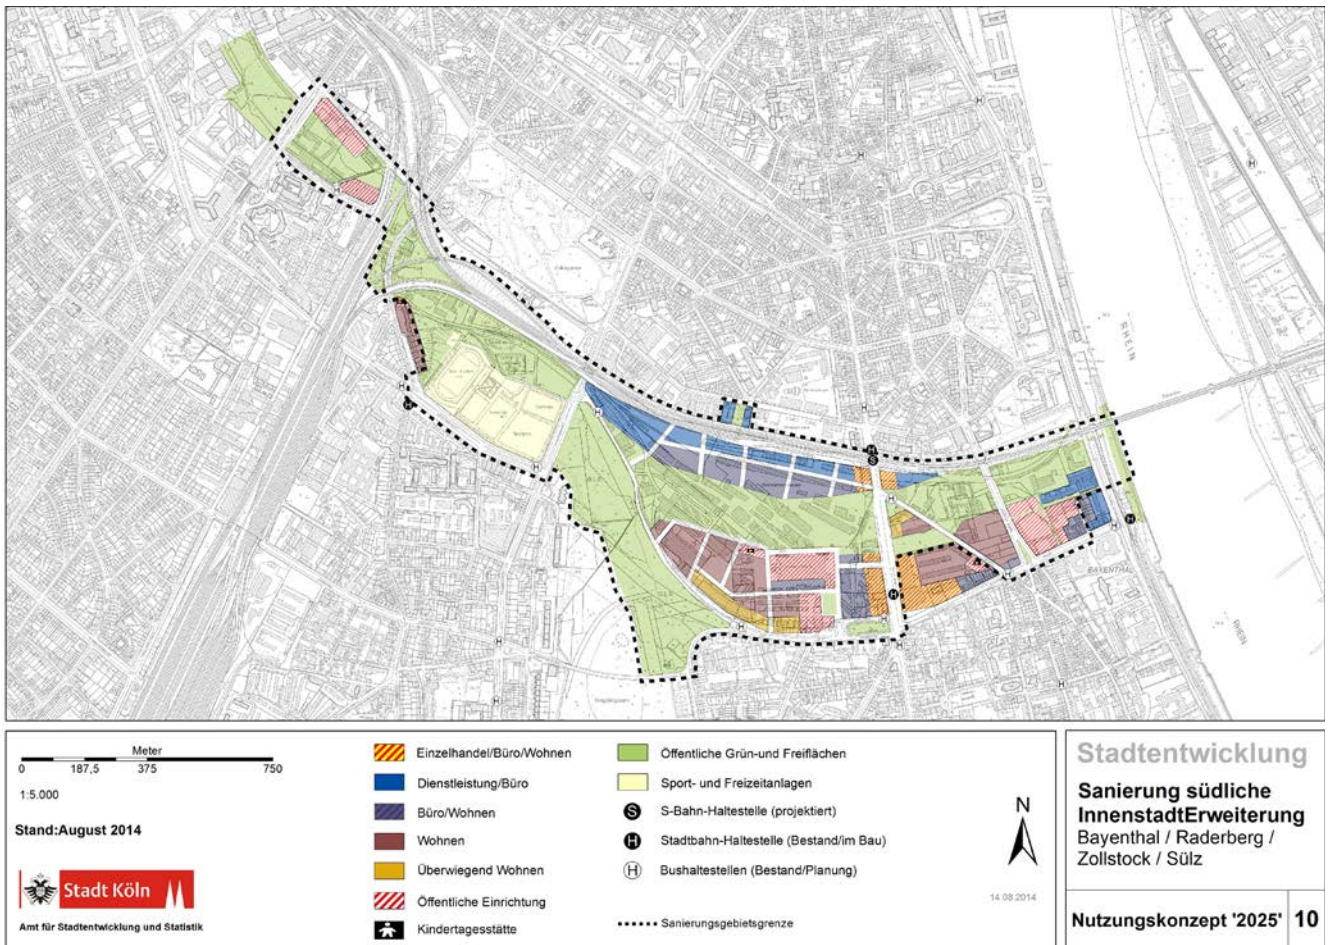 RHEIN
BAYENTHAL
RHEIN
Meter
0 187,5 375 750
1:5.000
Stand:August 2014
Stadt Köln
Amt für Stadtentwicklung und Statistik
Einzelhandel/Büro/Wohnen
Dienstleistung/Büro
Büro/Wohnen
Wohnen
Überwiegend Wohnen
Öffentliche Einrichtung
Kindertagesstätte
Öffentliche Grün-und Freiflächen
Sport- und Freizeitanlagen
S S-Bahn-Haltestelle (projektiert)
H Stadtbahn-Haltestelle (Bestand/im Bau)
H Bushaltestellen (Bestand/Planung)
Sanierungsgebietsgrenze
N
14.08.2014
Stadtentwicklung
Sanierung südliche
InnenstadtErweiterung
Bayenthal / Raderberg /
Zollstock / Sülz
Nutzungskonzept '2025' 10